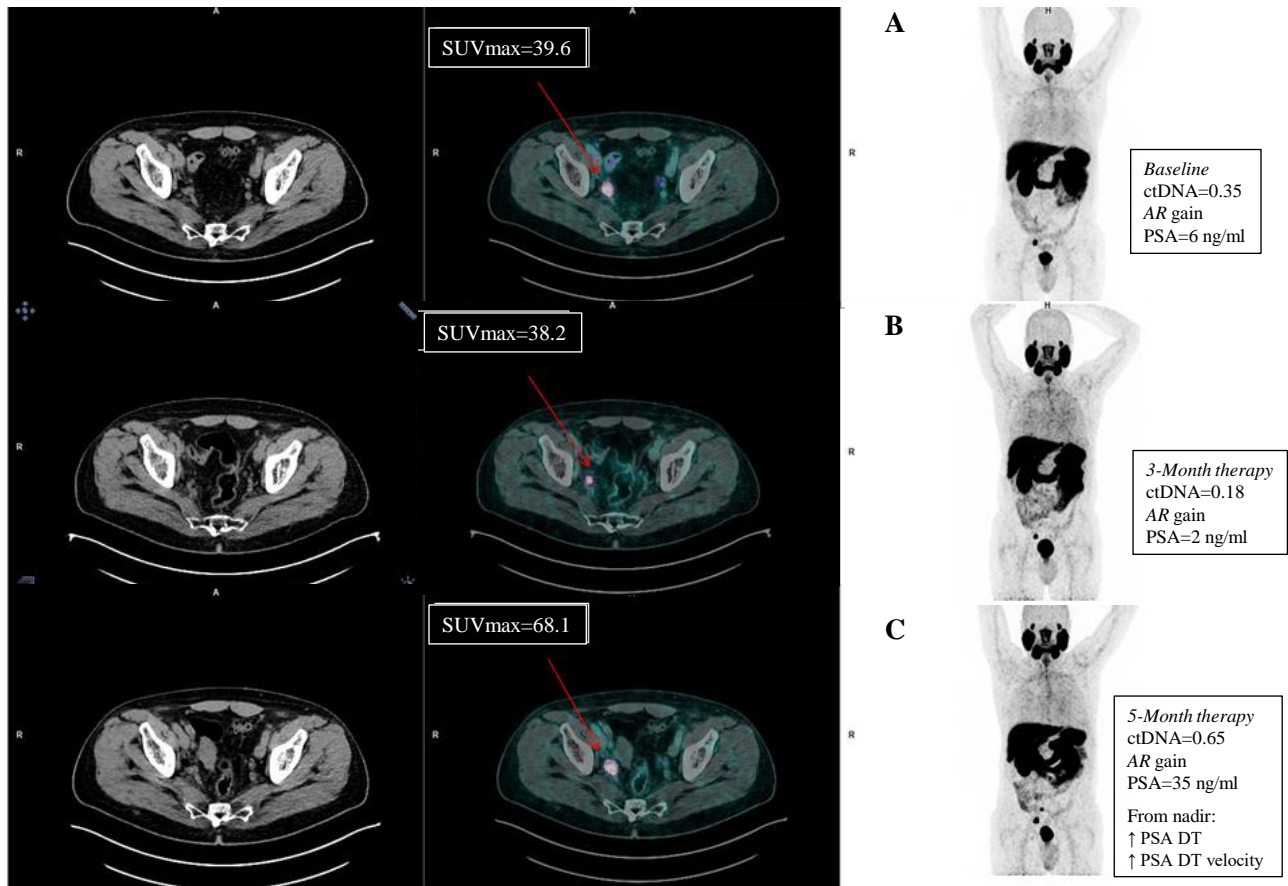 A
A
A
H
SUVmax=39.6
R
R
R
Baseline
ctDNA=0.35
AR gain
PSA=6 ng/ml
A
A
B
H
SUVmax=38.2
R
R
R
3-Month therapy
ctDNA=0.18
AR gain
PSA=2 ng/ml
A
C
H
SUVmax=68.1
R
R
R
5-Month therapy
ctDNA=0.65
AR gain
PSA=35 ng/ml
From nadir:
↑ PSA DT
↑ PSA DT velocity